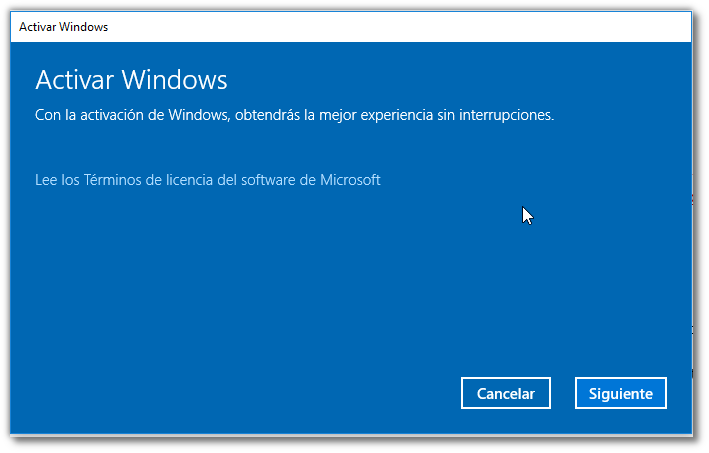 Activar Windows
Activar Windows
Con la activación de Windows, obtendrás la mejor experiencia sin interrupciones.
Lee los Términos de licencia del software de Microsoft
Cancelar
Siguiente